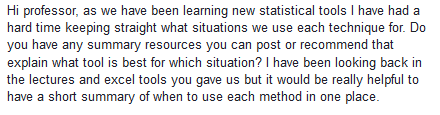 Hi professor, as we have been learning new statistical tools I have had a
hard time keeping straight what situations we use each technique for. Do
you have any summary resources you can post or recommend that
explain what tool is best for which situation? I have been looking back in
the lectures and excel tools you gave us but it would be really helpful to
have a short summary of when to use each method in one place.